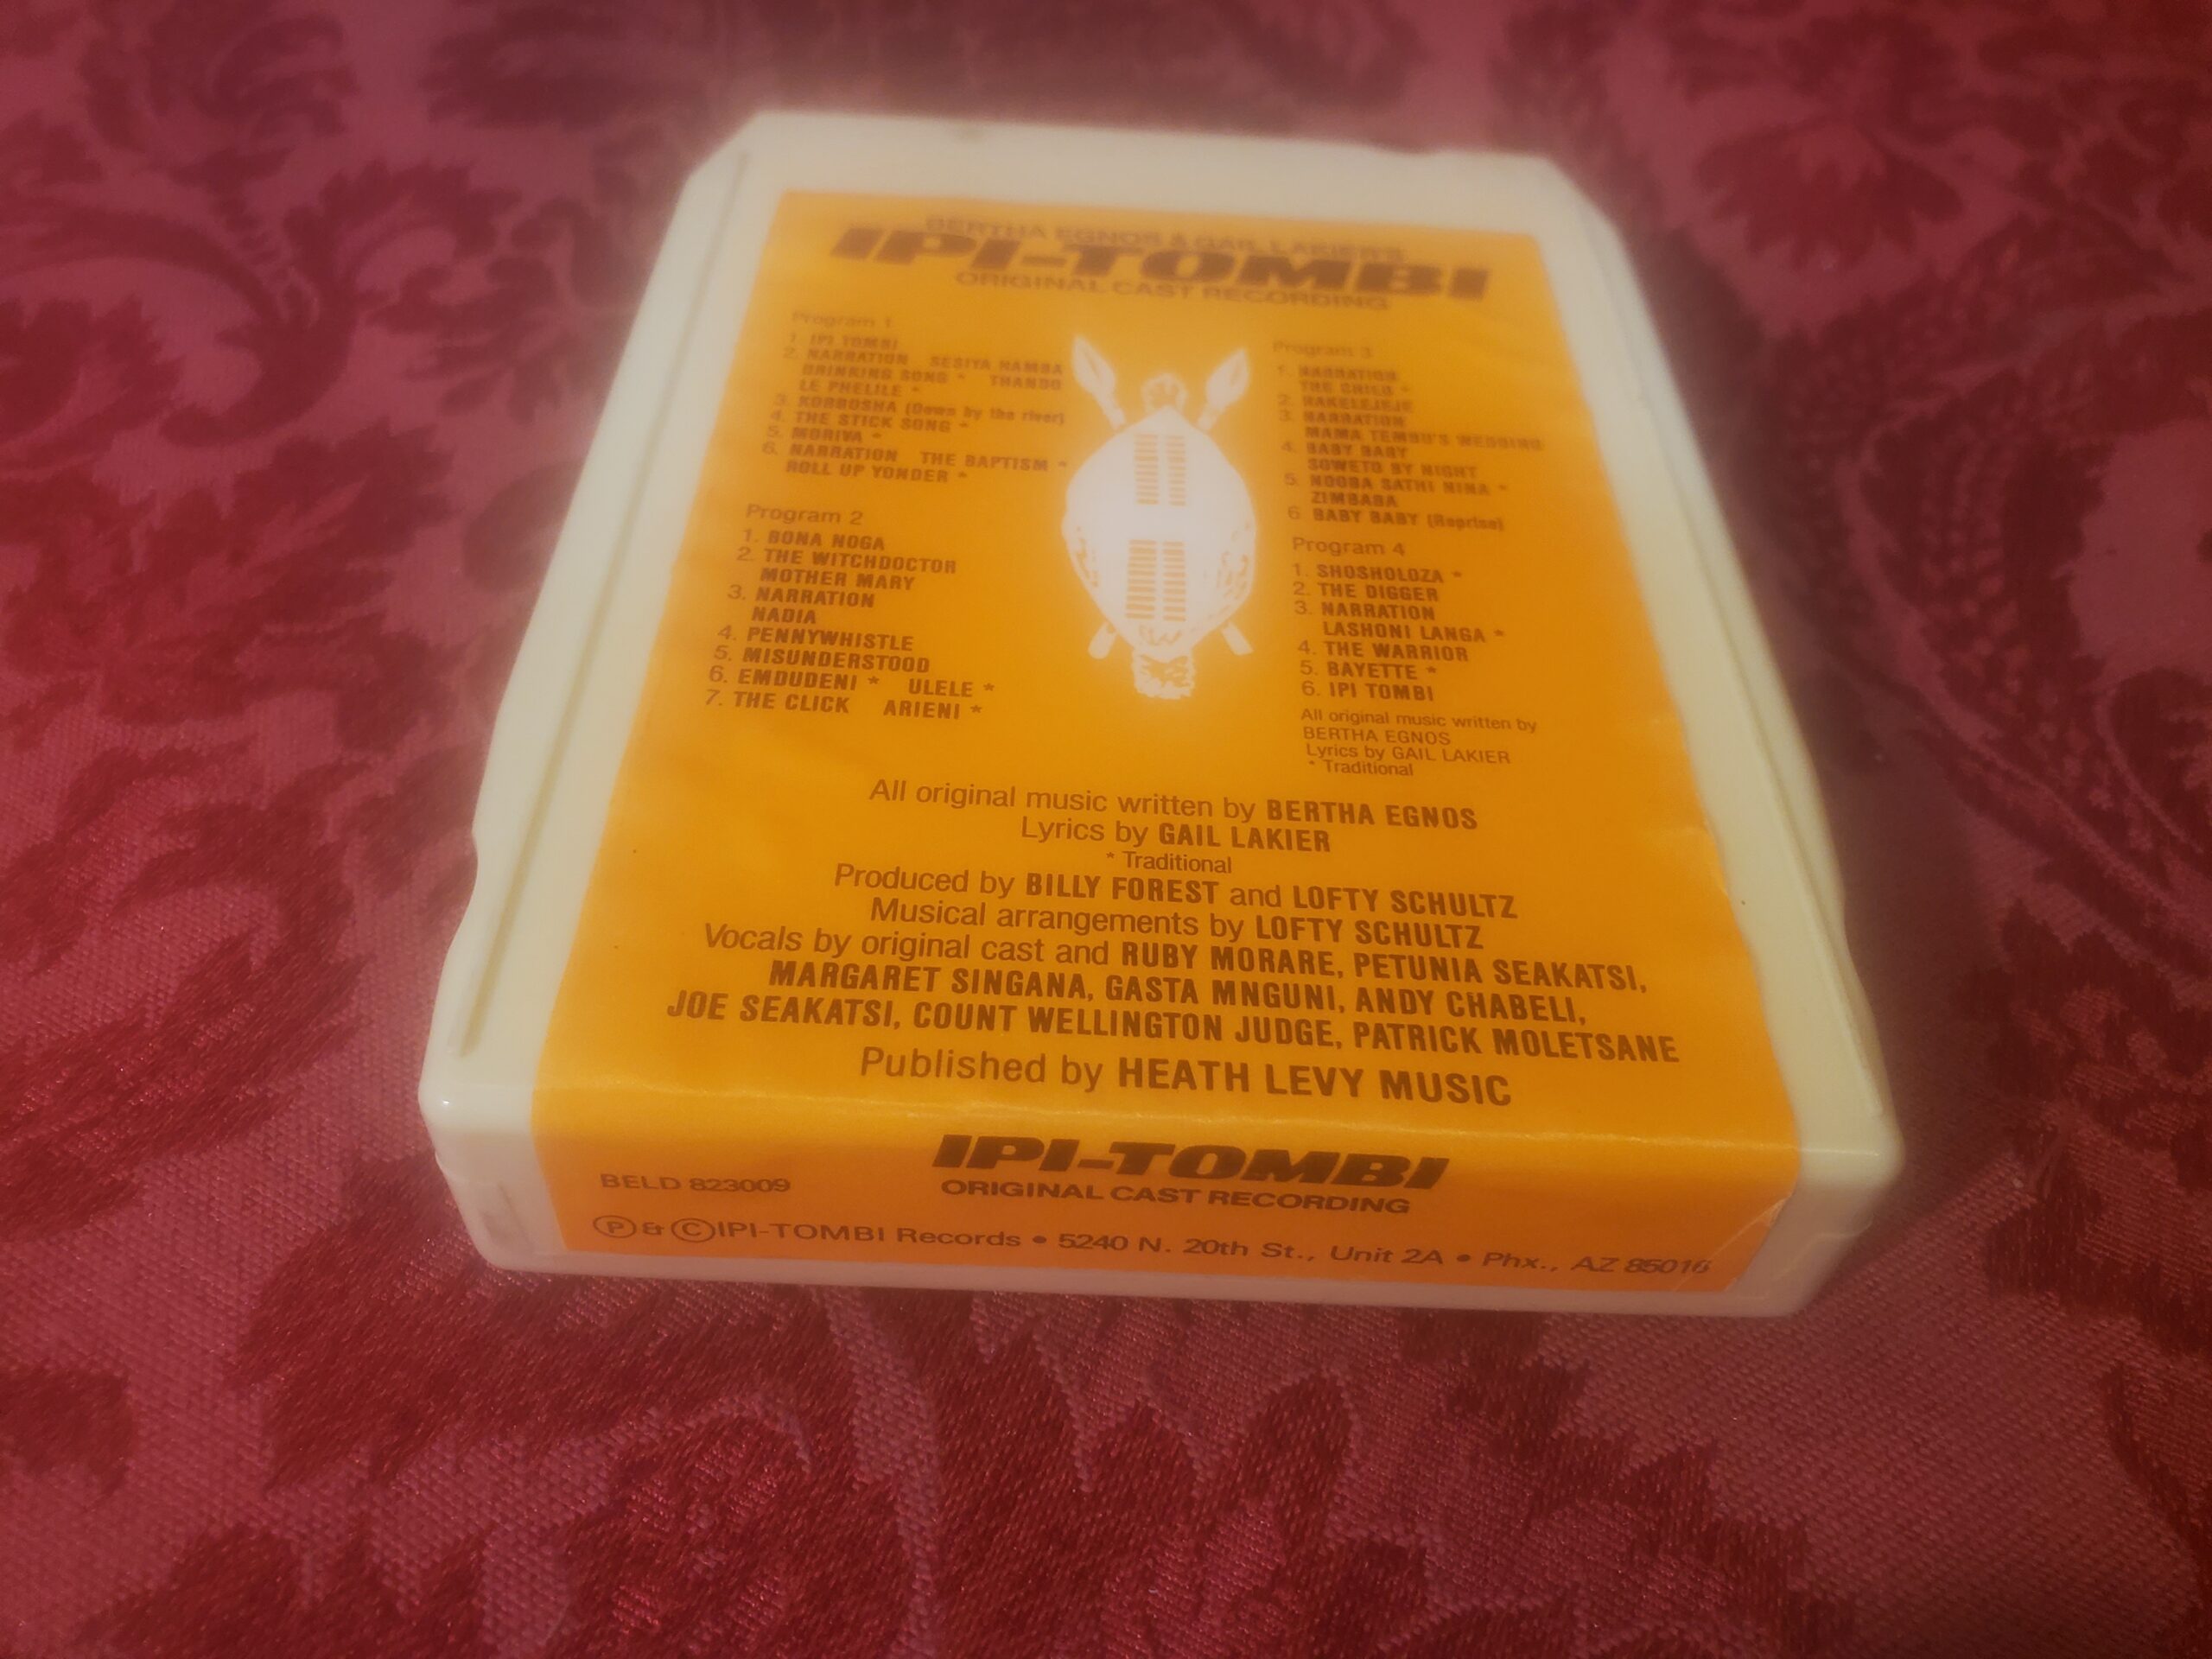 BERTHA EGNOS & GAIL LAKIER'S
IPI-TOMBI
ORIGINAL CAST RECORDING
Program 1
1. IPI TOMBI
2. NARRATION SESIYA HAMBA
DRINKING SONG * THANDO
LE PHELILE *
3. KOBBOSHA (Down by the river)
4. THE STICK SONG *
5. MORIVA *
6. NARRATION THE BAPTISM *
ROLL UP YONDER *
Program 2
1. BONA NOGA
2. THE WITCHDOCTOR
MOTHER MARY
3. NARRATION
NADIA
4. PENNYWHISTLE
5. MISUNDERSTOOD
6. EMDUDENI * ULELE *
7. THE CLICK ARIENI *
Program 3
1. NARRATION
THE CHILD *
2. WAKELEJEJE
3. NARRATION
MAMA TEMBU'S WEDDING
4. BABY BABY
SOWETO BY NIGHT
5. NOOBA SATHI NINA *
ZIMBABA
6 BABY BABY (Reprise)
Program 4
1. SHOSHOLOZA *
2. THE DIGGER
3. NARRATION
LASHONI LANGA *
4. THE WARRIOR
5. BAYETTE *
6. IPI TOMBI
All original music written by
BERTHA EGNOS
Lyrics by GAIL LAKIER
* Traditional
All original music written by BERTHA EGNOS
Lyrics by GAIL LAKIER
* Traditional
Produced by BILLY FOREST and LOFTY SCHULTZ
Musical arrangements by LOFTY SCHULTZ
Vocals by original cast and RUBY MORARE, PETUNIA SEAKATSI,
MARGARET SINGANA, GASTA MNGUNI, ANDY CHABELI,
JOE SEAKATSI, COUNT WELLINGTON JUDGE, PATRICK MOLETSANE
Published by HEATH LEVY MUSIC
IPI-TOMBI
BELD 823009
ORIGINAL CAST RECORDING
Ⓟ & ⒸIPI-TOMBI Records • 5240 N. 20th St., Unit 2A • Phx., AZ 85016